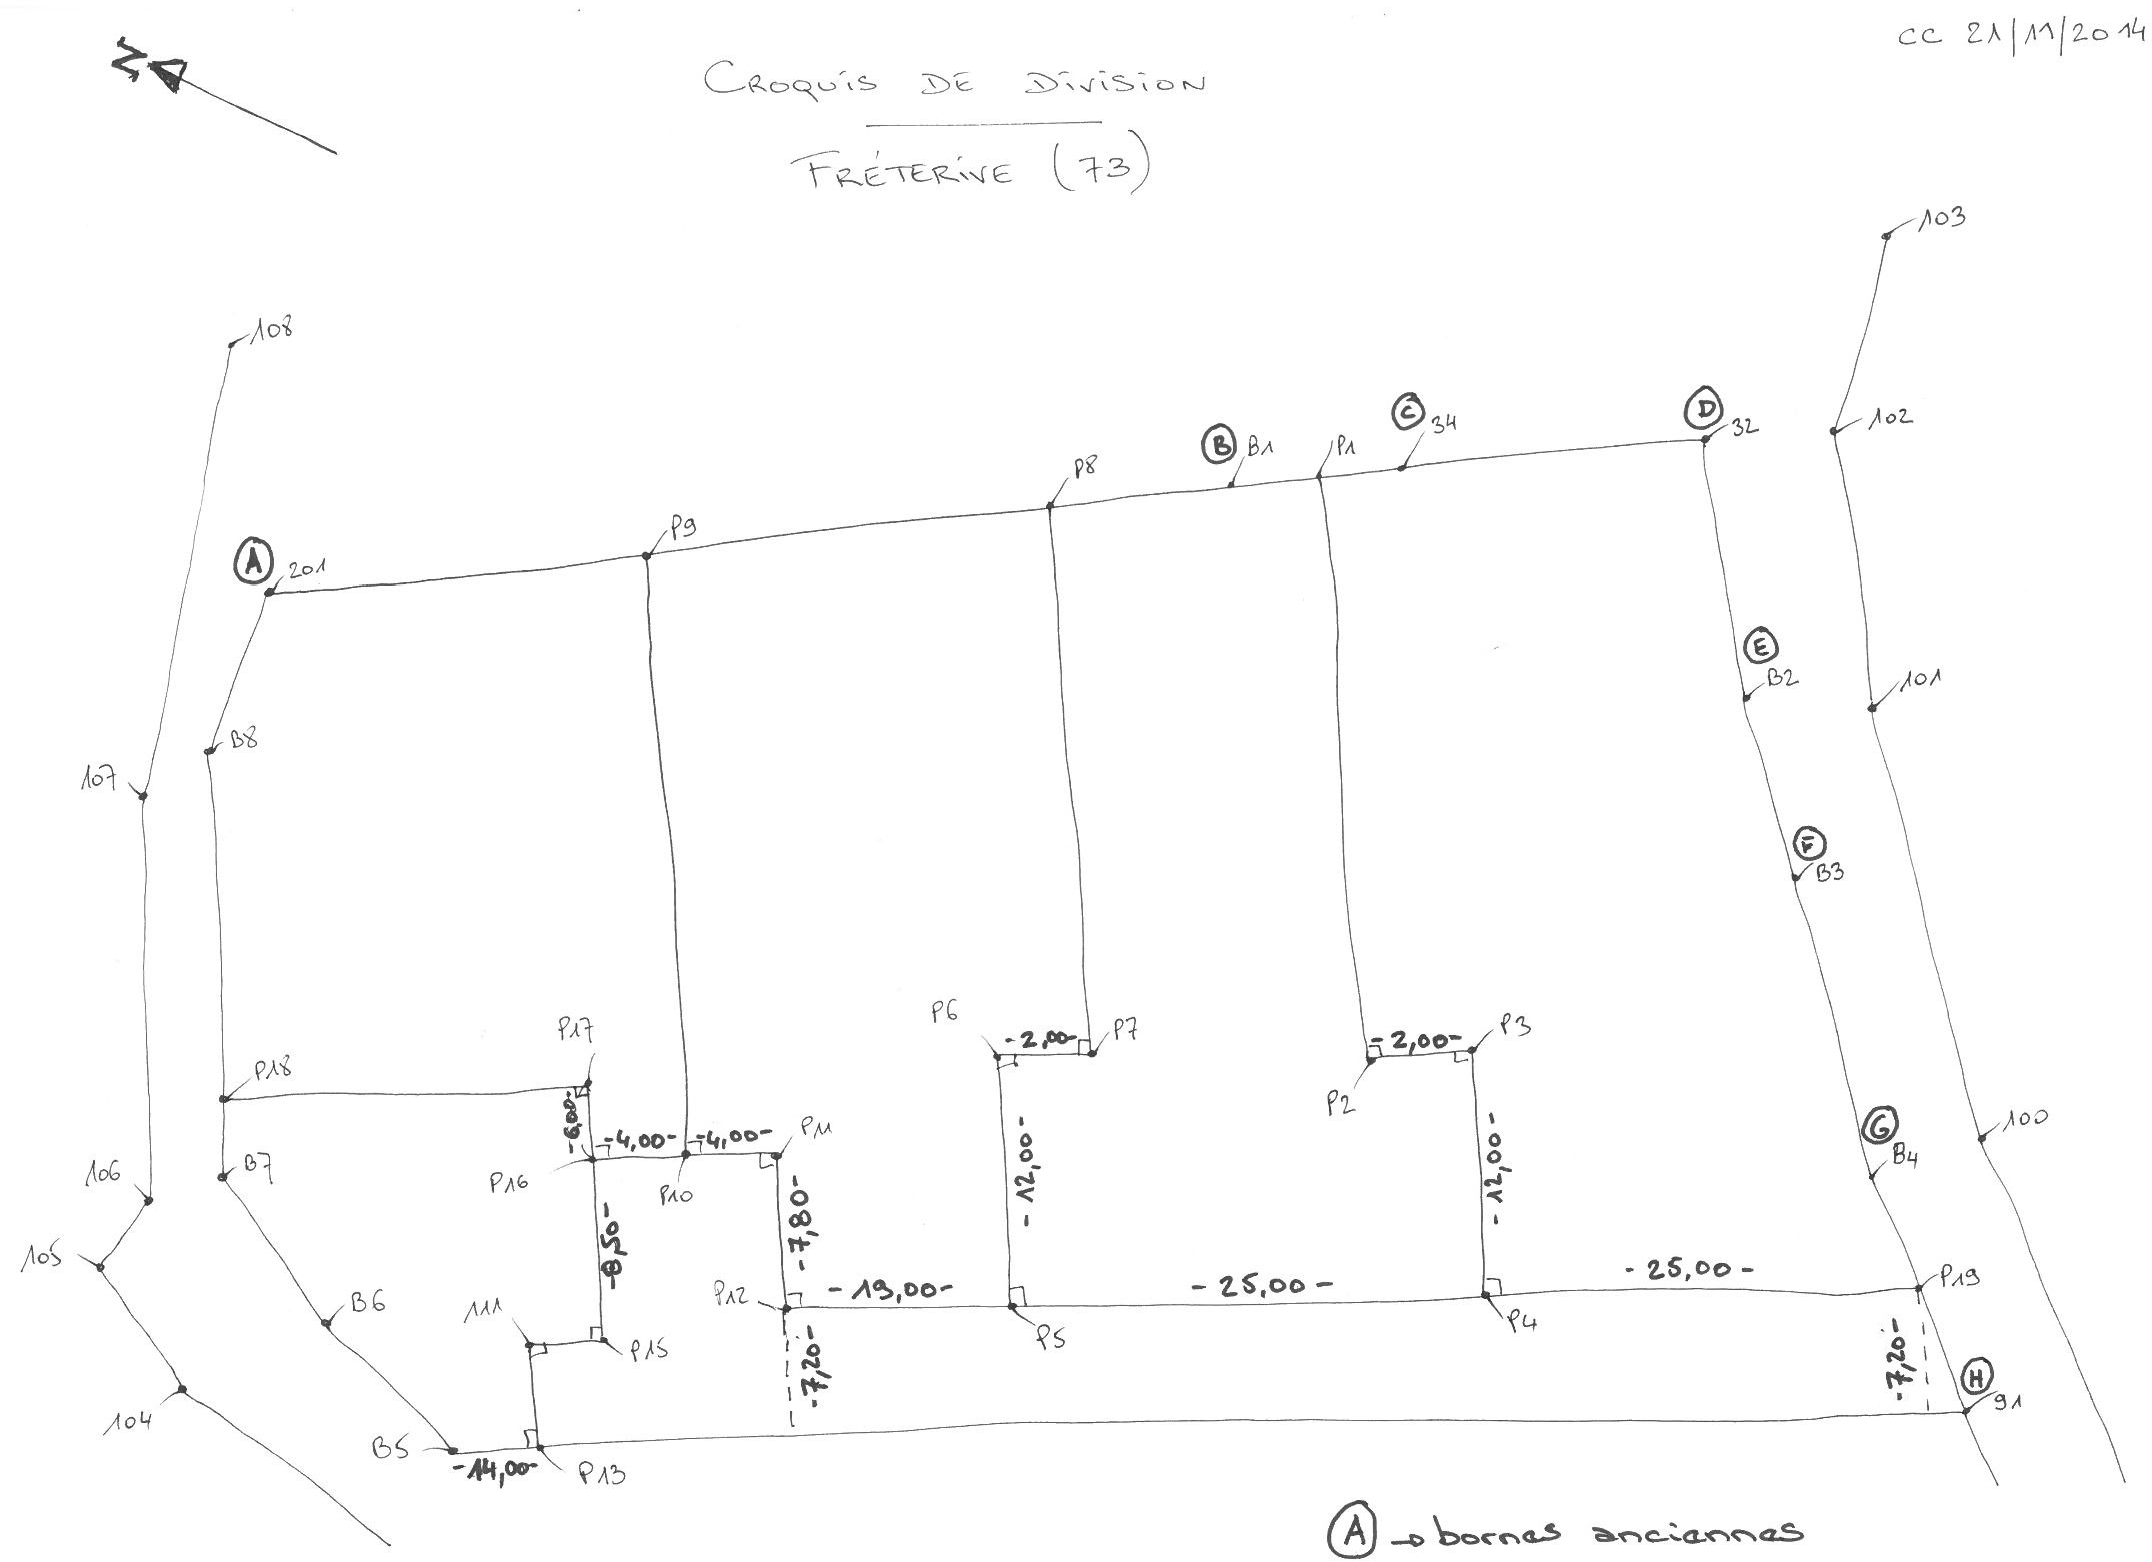 CC 21/11/2014
N
CROQUIS DE DIVISION
FRÉTERIVE (73)
103
108
C
34
D
32
102
B
B1
P1
P8
P9
A
201
E
B2
101
B8
107
F
B3
P6
-2,00-
P7
-2,00-
P3
P17
P18
P2
-6,00-
-4,00-
-4,00-
P11
-12,00-
-12,00-
G
B4
100
106
B7
P16
P10
-8,50-
-7,80-
105
B6
111
P12
-19,00-
-25,00-
-25,00-
P19
P5
P4
P15
-7,20-
-7,20-
H
91
104
B5
-14,00-
P13
A → bornes anciennes